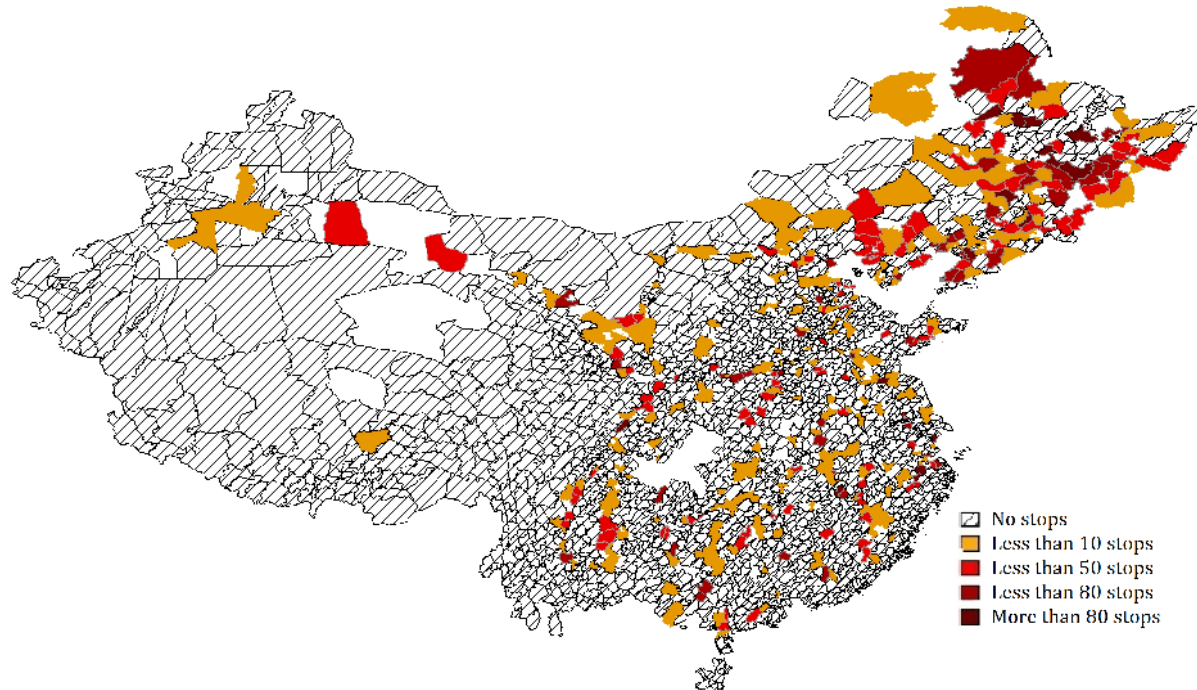 No stops
Less than 10 stops
Less than 50 stops
Less than 80 stops
More than 80 stops